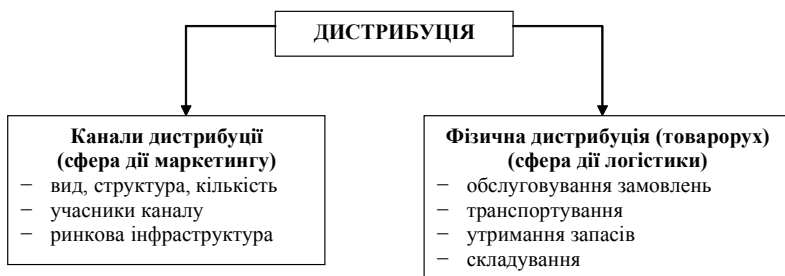 ДИСТРИБУЦІЯ
Канали дистрибуції
(сфера дії маркетингу)
− вид, структура, кількість
− учасники каналу
− ринкова інфраструктура
Фізична дистрибуція (товарорух)
(сфера дії логістики)
− обслуговування замовлень
− транспортування
− утримання запасів
− складування